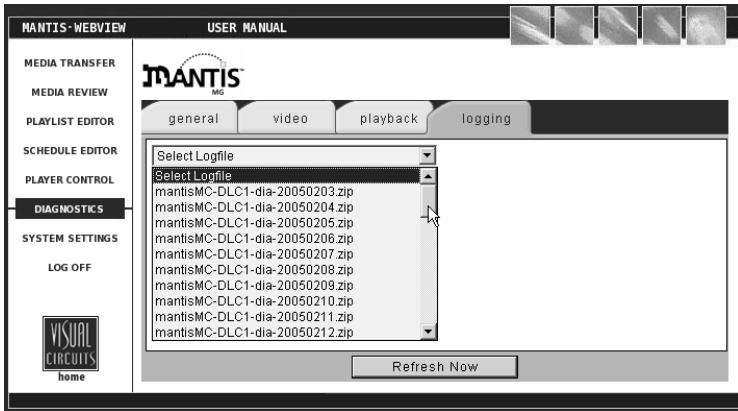 MANTIS-WEBVIEW
USER MANUAL
MEDIA TRANSFER
MEDIA REVIEW
PLAYLIST EDITOR
SCHEDULE EDITOR
PLAYER CONTROL
DIAGNOSTICS
SYSTEM SETTINGS
LOG OFF
VISUAL
CIRCUITS
home
MANTIS™
MG
general
video
playback
logging
Select Logfile
Select Logfile
mantisMC-DLC1-dia-20050203.zip
mantisMC-DLC1-dia-20050204.zip
mantisMC-DLC1-dia-20050205.zip
mantisMC-DLC1-dia-20050206.zip
mantisMC-DLC1-dia-20050207.zip
mantisMC-DLC1-dia-20050208.zip
mantisMC-DLC1-dia-20050209.zip
mantisMC-DLC1-dia-20050210.zip
mantisMC-DLC1-dia-20050211.zip
mantisMC-DLC1-dia-20050212.zip
Refresh Now